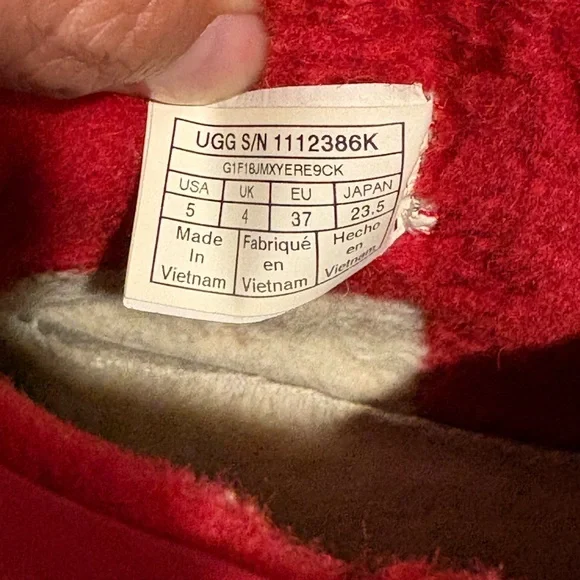 UGG S/N 1112386K
G1F18JMXYERE9CK
USA UK EU JAPAN
5 4 37 23.5
Made In Vietnam
Fabriqué en Vietnam
Hecho en Vietnam